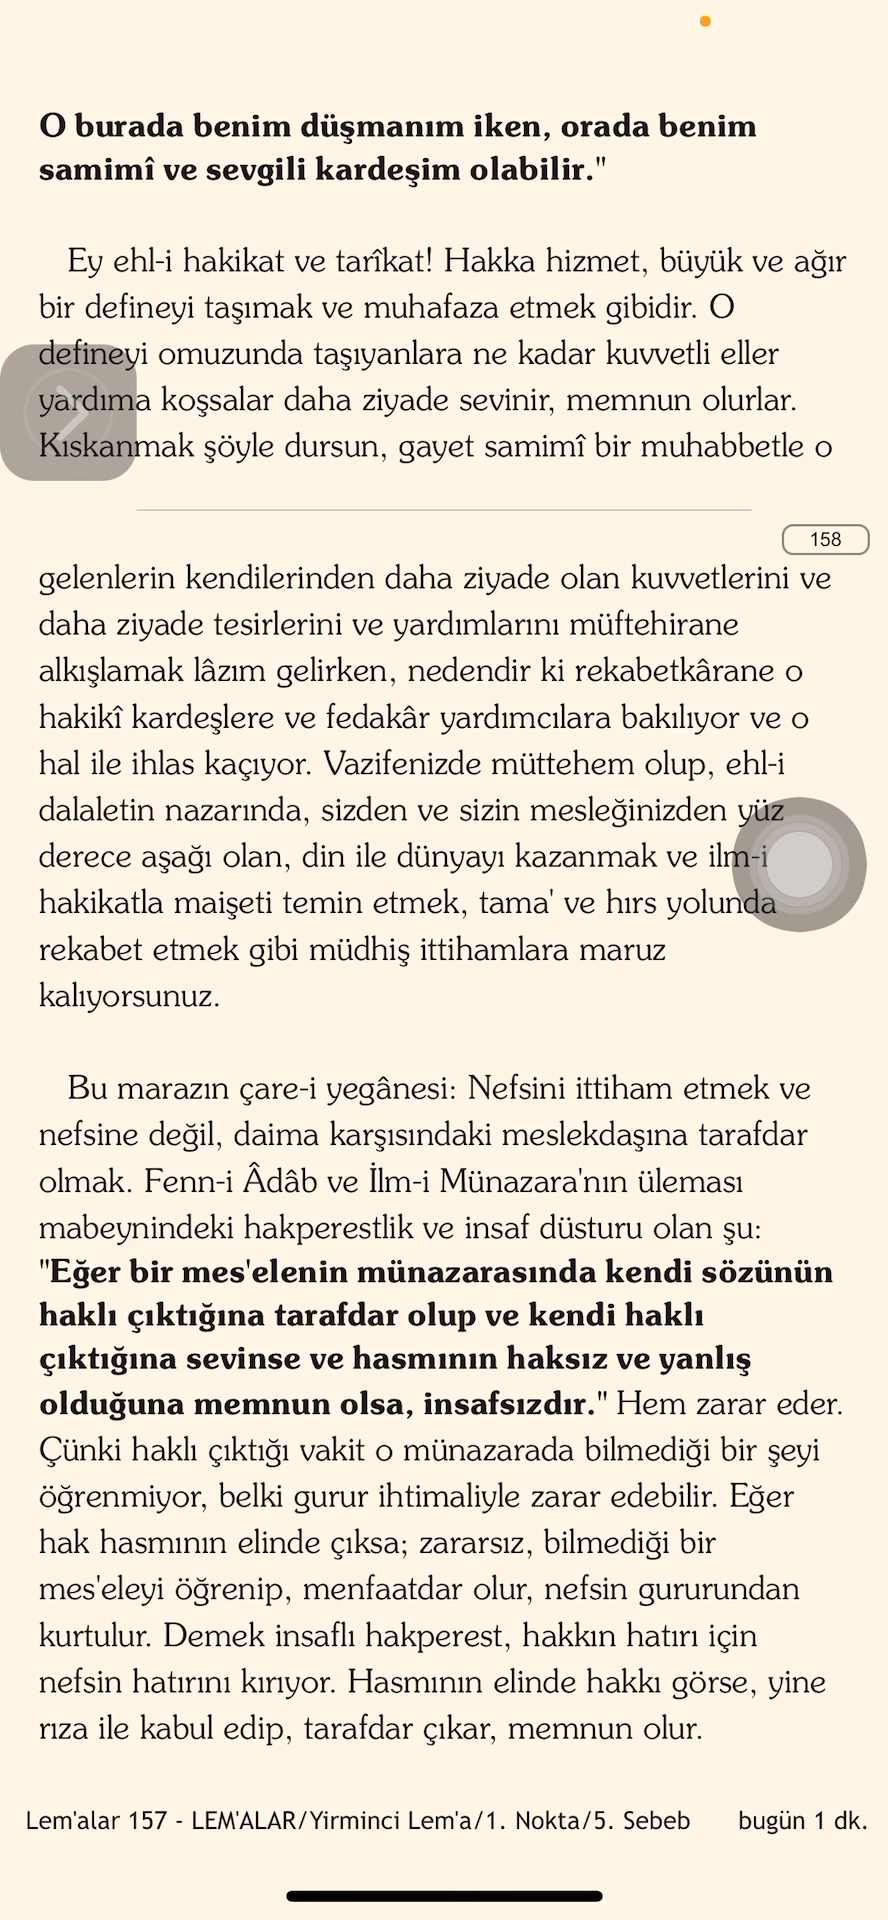 O burada benim düşmanım iken, orada benim
samimî ve sevgili kardeşim olabilir."
Ey ehl-i hakikat ve tarîkat! Hakka hizmet, büyük ve ağır
bir defineyi taşımak ve muhafaza etmek gibidir. O
defineyi omuzunda taşıyanlara ne kadar kuvvetli eller
yardıma koşsalar daha ziyade sevinir, memnun olurlar.
Kıskanmak şöyle dursun, gayet samimî bir muhabbetle o
158
gelenlerin kendilerinden daha ziyade olan kuvvetlerini ve
daha ziyade tesirlerini ve yardımlarını müftehirane
alkışlamak lâzım gelirken, nedendir ki rekabetkârane o
hakikî kardeşlere ve fedakâr yardımcılara bakılıyor ve o
hal ile ihlas kaçıyor. Vazifenizde müttehem olup, ehl-i
dalaletin nazarında, sizden ve sizin mesleğinizden yüz
derece aşağı olan, din ile dünyayı kazanmak ve ilm-i
hakikatla maişeti temin etmek, tama' ve hırs yolunda
rekabet etmek gibi müdhiş ittihamlara maruz
kalıyorsunuz.
Bu marazın çare-i yegânesi: Nefsini ittiham etmek ve
nefsine değil, daima karşısındaki meslekdaşına tarafdar
olmak. Fenn-i Âdâb ve İlm-i Münazara'nın üleması
mabeynindeki hakperestlik ve insaf düsturu olan şu:
"Eğer bir mes'elenin münazarasında kendi sözünün
haklı çıktığına tarafdar olup ve kendi haklı
çıktığına sevinse ve hasmının haksız ve yanlış
olduğuna memnun olsa, insafsızdır." Hem zarar eder.
Çünki haklı çıktığı vakit o münazarada bilmediği bir şeyi
öğrenmiyor, belki gurur ihtimaliyle zarar edebilir. Eğer
hak hasmının elinde çıksa; zararsız, bilmediği bir
mes'eleyi öğrenip, menfaatdar olur, nefsin gururundan
kurtulur. Demek insaflı hakperest, hakkın hatırı için
nefsin hatırını kırıyor. Hasmının elinde hakkı görse, yine
rıza ile kabul edip, tarafdar çıkar, memnun olur.
Lem'alar 157 - LEM'ALAR/Yirminci Lem'a/1. Nokta/5. Sebeb bugün 1 dk.